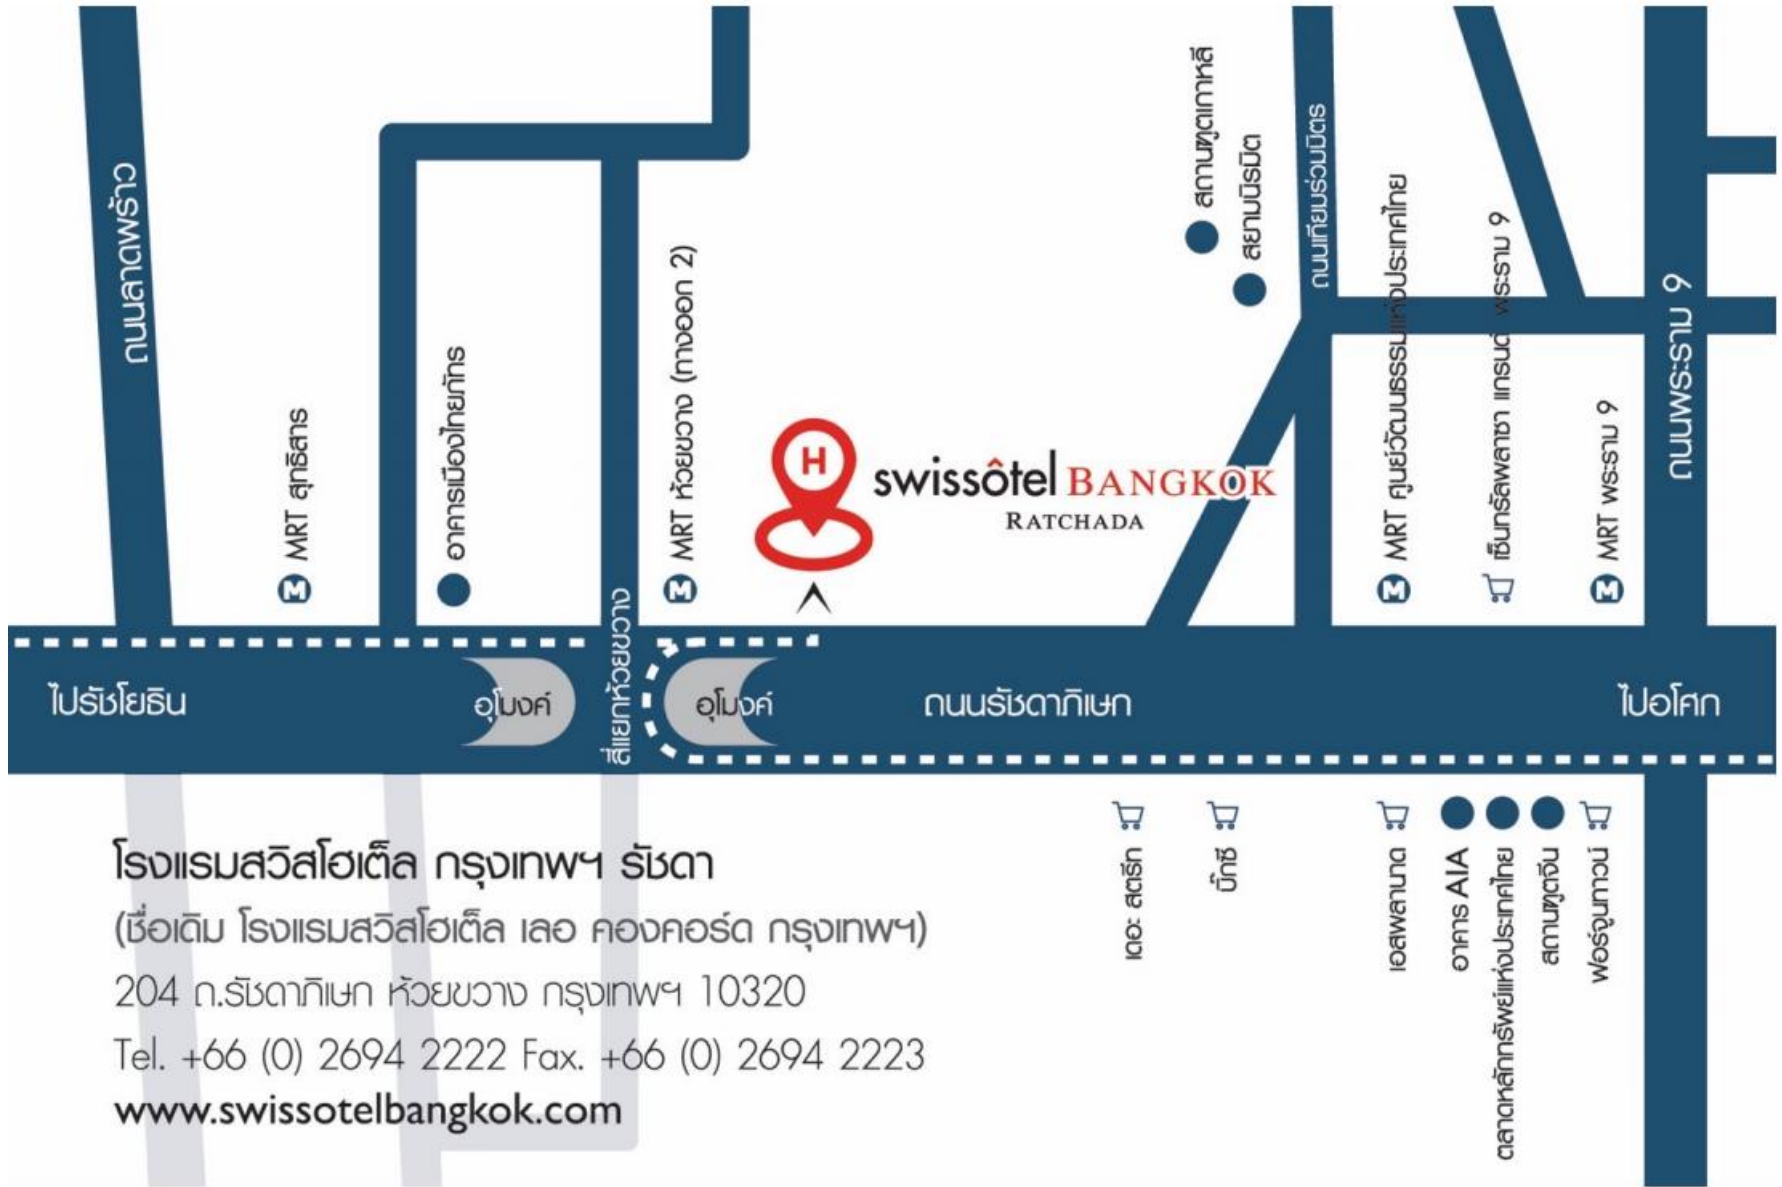 ถนนลาดพร้าว
MRT สุทธิสาร
อาคารเมืองไทยภัทร
สี่แยกห้วยขวาง
MRT ห้วยขวาง (ทางออก 2)
H
swissôtel BANGKOK
RATCHADA
สถานทูตเกาหลี
สยามนิรมิต
ถนนเทียมร่วมมิตร
MRT ศูนย์วัฒนธรรมแห่งประเทศไทย
เซ็นทรัลพลาซา แกรนด์ พระราม 9
MRT พระราม 9
ถนนพระราม 9
ไปรัชโยธิน
อุโมงค์
อุโมงค์
ถนนรัชดาภิเษก
ไปอโศก
เดอะ สตรีท
บิ๊กซี
เอสพลานาด
อาคาร AIA
ตลาดหลักทรัพย์แห่งประเทศไทย
สถานทูตจีน
ฟอร์จูนทาวน์
โรงแรมสวิสโฮเต็ล กรุงเทพฯ รัชดา
(ชื่อเดิม โรงแรมสวิสโฮเต็ล เลอ คองคอร์ด กรุงเทพฯ)
204 ถ.รัชดาภิเษก ห้วยขวาง กรุงเทพฯ 10320
Tel. +66 (0) 2694 2222 Fax. +66 (0) 2694 2223
www.swissotelbangkok.com